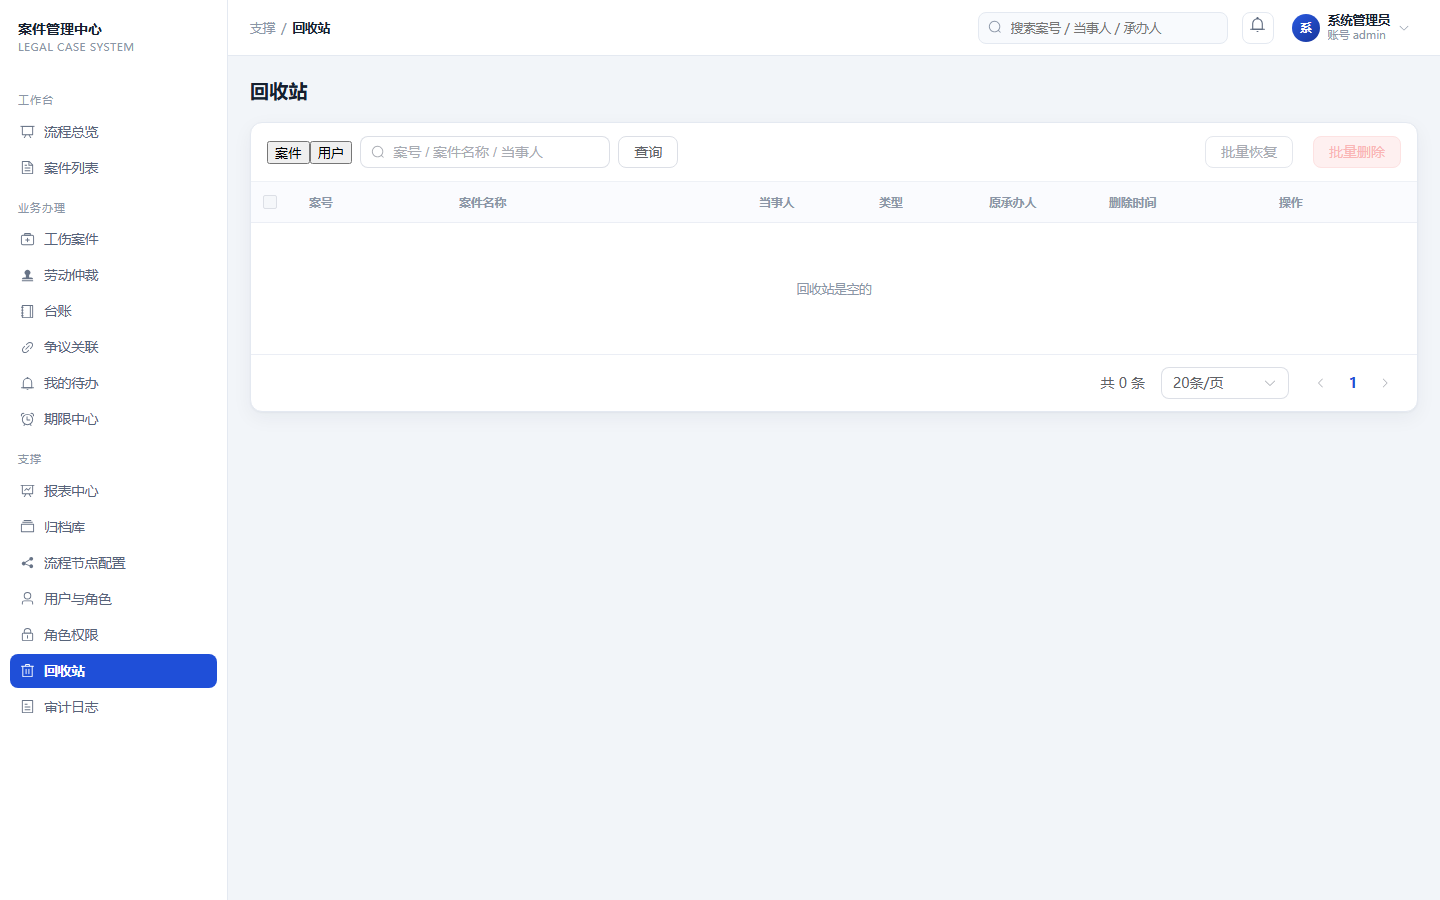 案件管理中心
LEGAL CASE SYSTEM
工作台
流程总览
案件列表
业务办理
工伤案件
劳动仲裁
台账
争议关联
我的待办
期限中心
支撑
报表中心
归档库
流程节点配置
用户与角色
角色权限
回收站
审计日志
支撑 / 回收站
搜索案号 / 当事人 / 承办人
系
系统管理员
账号 admin
回收站
案件 用户 案号 / 案件名称 / 当事人 查询 批量恢复 批量删除
案号 案件名称 当事人 类型 原承办人 删除时间 操作
回收站是空的
共 0 条 20条/页 1